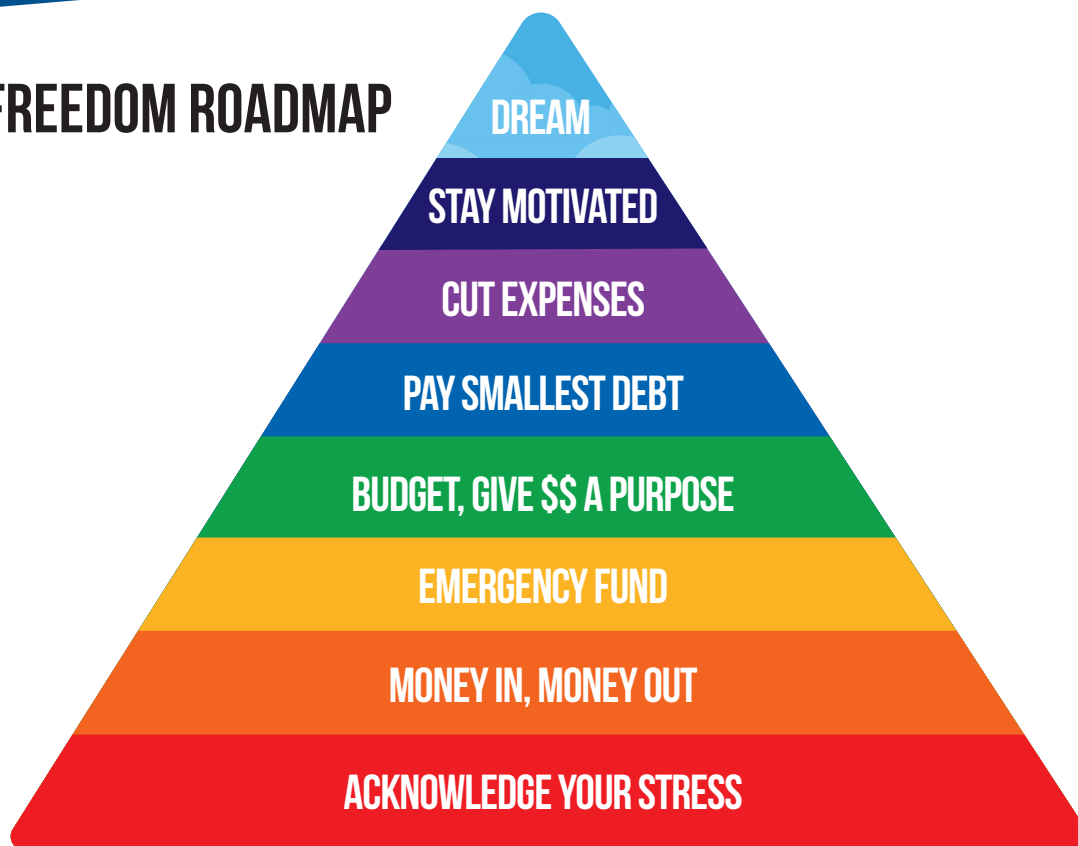 FREEDOM ROADMAP
DREAM
STAY MOTIVATED
CUT EXPENSES
PAY SMALLEST DEBT
BUDGET, GIVE $$ A PURPOSE
EMERGENCY FUND
MONEY IN, MONEY OUT
ACKNOWLEDGE YOUR STRESS